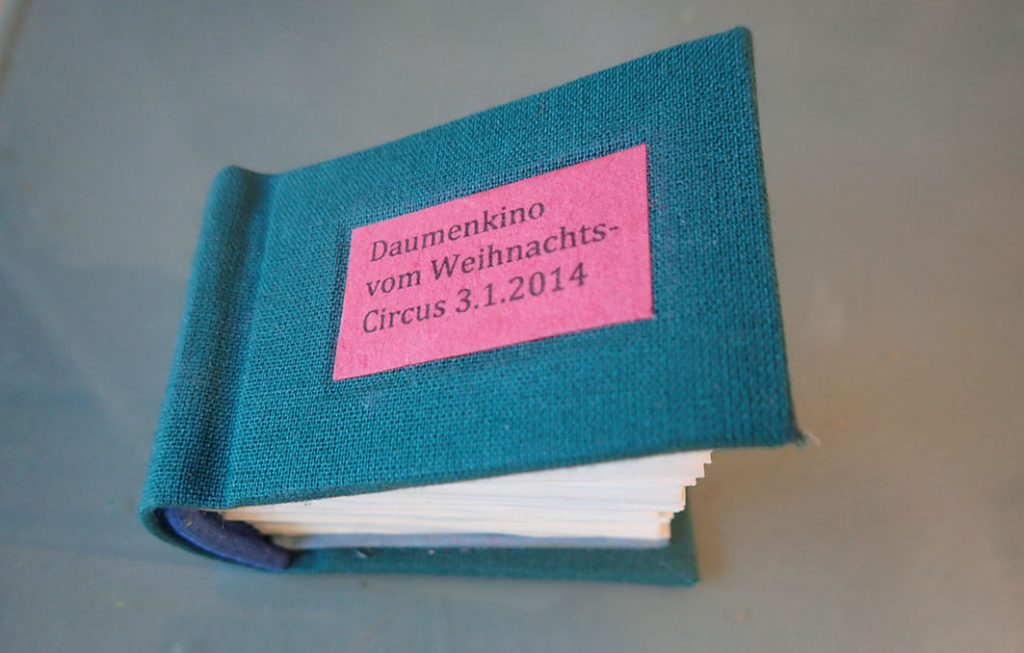 Daumenkino
vom Weihnachts-
Circus 3.1.2014